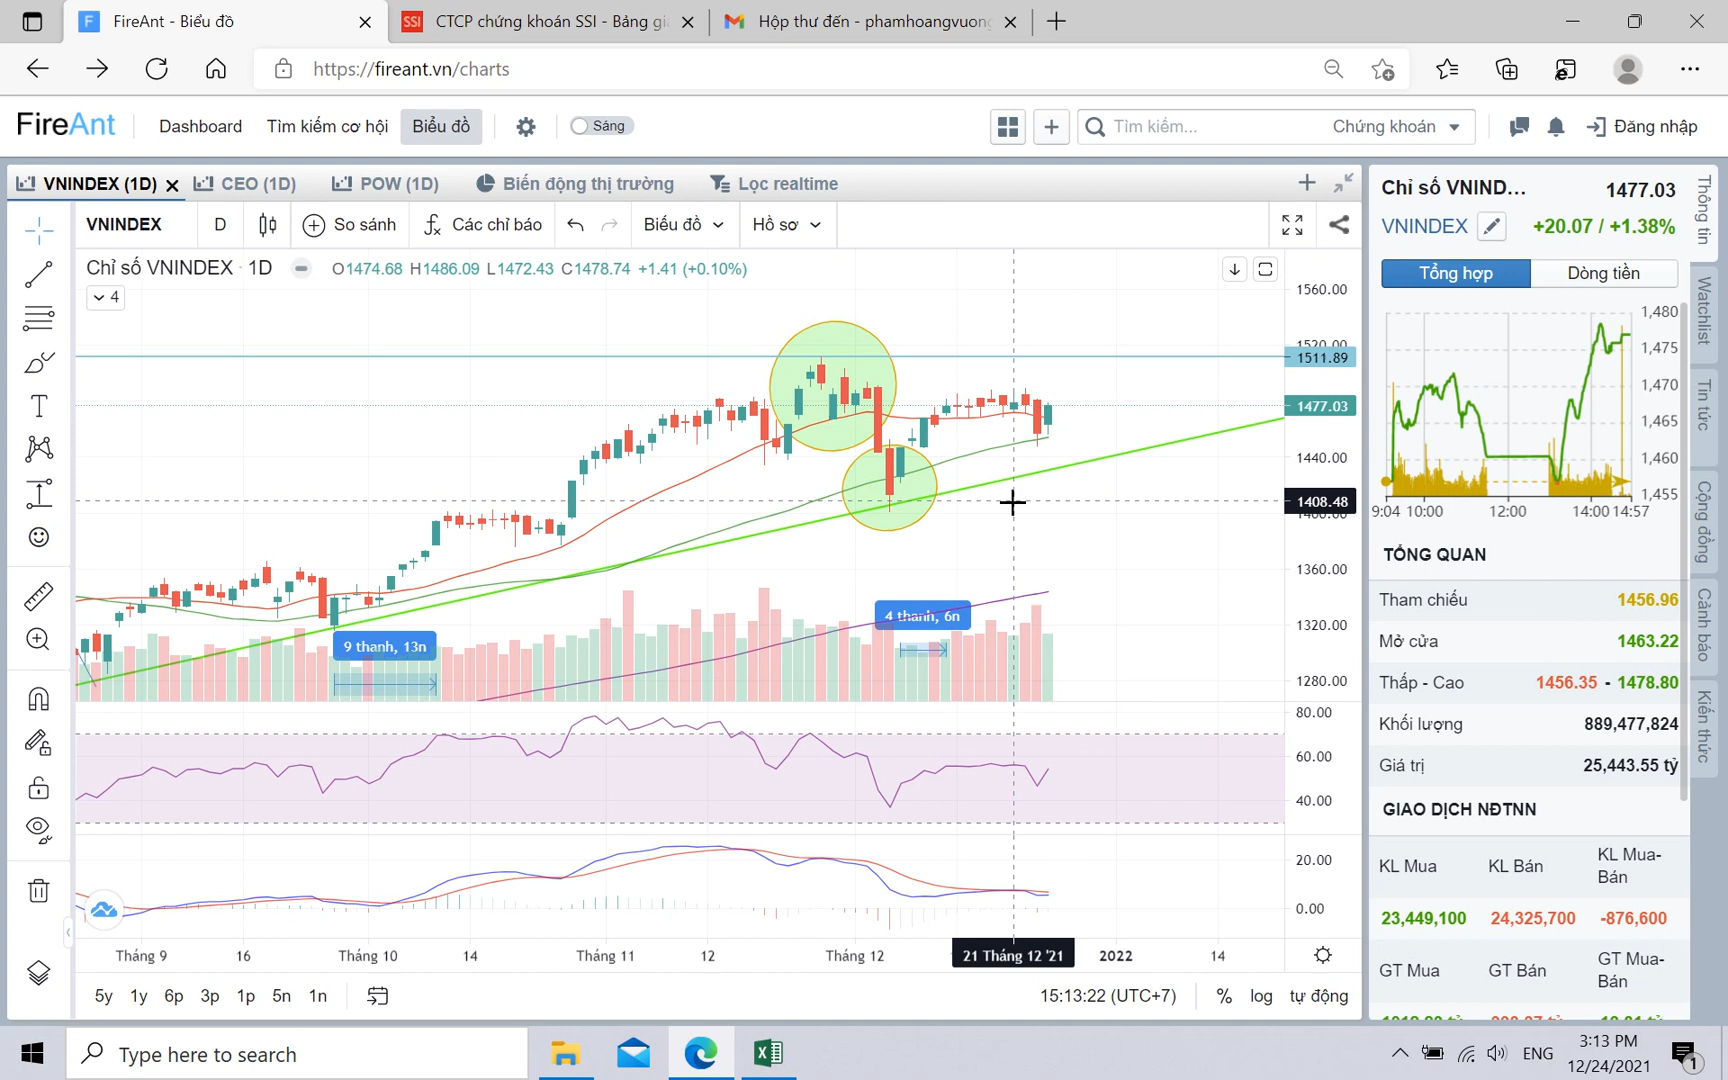 FireAnt - Biểu đồ
CTCP chứng khoán SSI - Bảng gi
Hộp thư đến - phamhoangvuong
https://fireant.vn/charts
FireAnt
Dashboard
Tìm kiếm cơ hội
Biểu đồ
Sáng
Tìm kiếm...
Chứng khoán
Đăng nhập
VNINDEX (1D)
CEO (1D)
POW (1D)
Biến động thị trường
Lọc realtime
VNINDEX
D
So sánh
Các chỉ báo
Biểu đồ
Hồ sơ
Chỉ số VNINDEX · 1D
O1474.68 H1486.09 L1472.43 C1478.74 +1.41 (+0.10%)
4
1560.00
1511.89
1477.03
1440.00
1408.48
1360.00
1320.00
1280.00
9 thanh, 13n
4 thanh, 6n
80.00
60.00
40.00
20.00
0.00
Tháng 9
16
Tháng 10
14
Tháng 11
12
Tháng 12
21 Tháng 12 '21
2022
14
5y 1y 6p 3p 1p 5n 1n
15:13:22 (UTC+7)
% log tự động
Chỉ số VNIND...
1477.03
VNINDEX
+20.07 / +1.38%
Tổng hợp
Dòng tiền
1,480
1,475
1,470
1,465
1,460
1,455
9:04 10:00 12:00 14:00 14:57
TỔNG QUAN
Tham chiếu 1456.96
Mở cửa 1463.22
Thấp - Cao 1456.35 - 1478.80
Khối lượng 889,477,824
Giá trị 25,443.55 tỷ
GIAO DỊCH NĐTNN
KL Mua
KL Bán
KL Mua-
Bán
23,449,100 24,325,700 -876,600
GT Mua
GT Bán
GT Mua-
Bán
Thông tin
Watchlist
Tin tức
Cộng đồng
Cảnh báo
Kiến thức
Type here to search
ENG
3:13 PM
12/24/2021
1